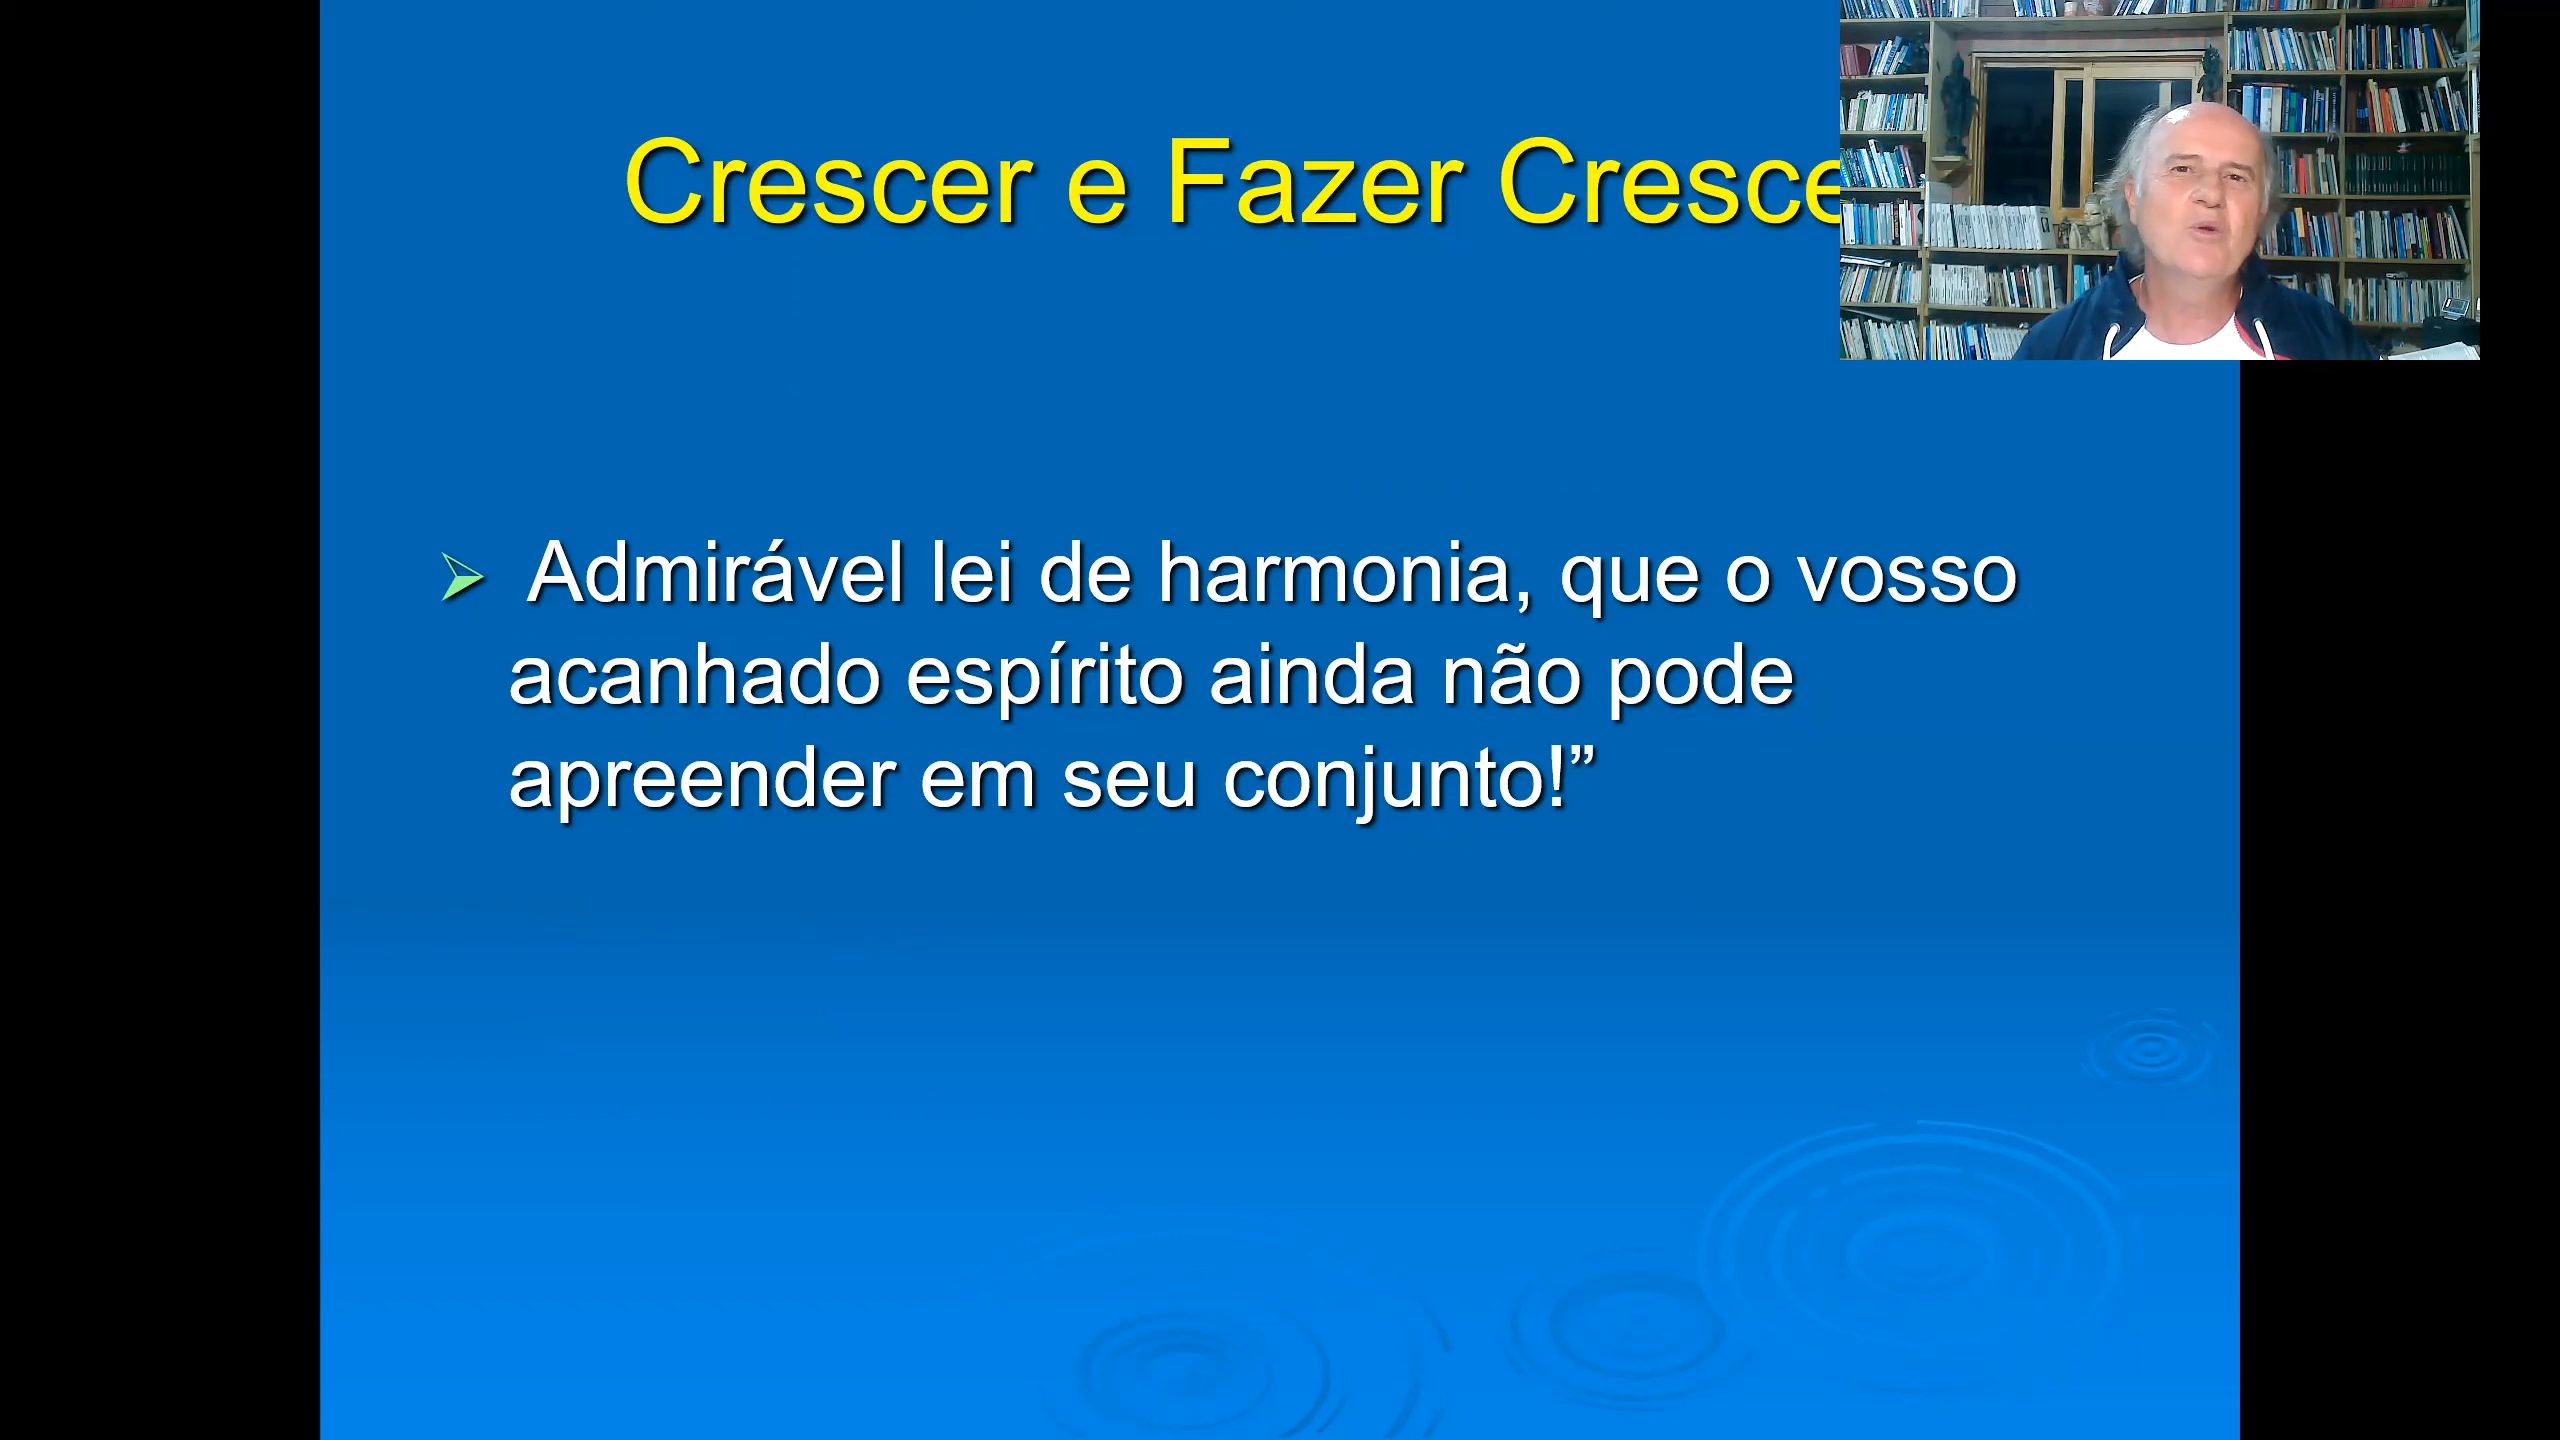 Crescer e Fazer Cresce
Admirável lei de harmonia, que o vosso
acanhado espírito ainda não pode
apreender em seu conjunto!”